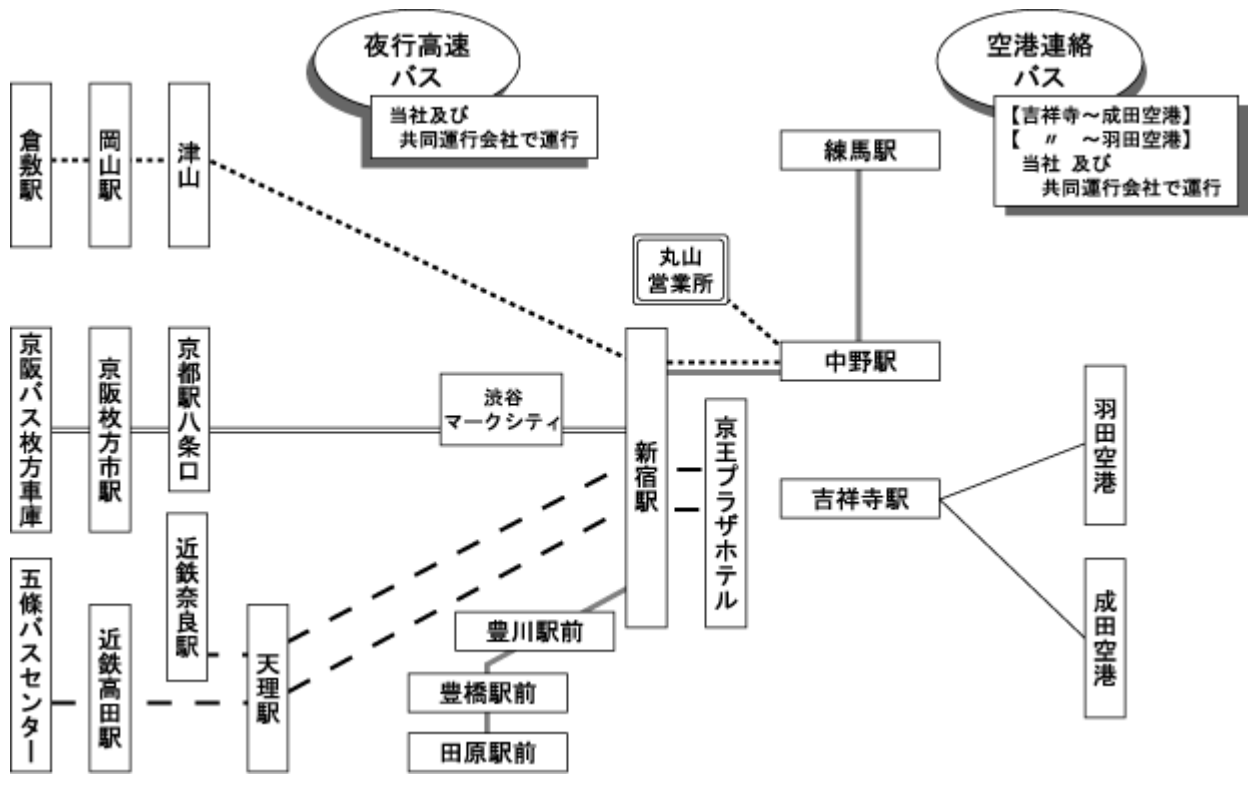 夜行高速
バス
当社及び
共同運行会社で運行
空港連絡
バス
【吉祥寺～成田空港】
【　〃　～羽田空港】
当社 及び
共同運行会社で運行
倉敷駅
岡山駅
津山
練馬駅
丸山
営業所
中野駅
京阪バス枚方車庫
京阪枚方市駅
京都駅八条口
渋谷
マークシティ
新宿駅
京王プラザホテル
吉祥寺駅
羽田空港
成田空港
五條バスセンター
近鉄高田駅
近鉄奈良駅
天理駅
豊川駅前
豊橋駅前
田原駅前